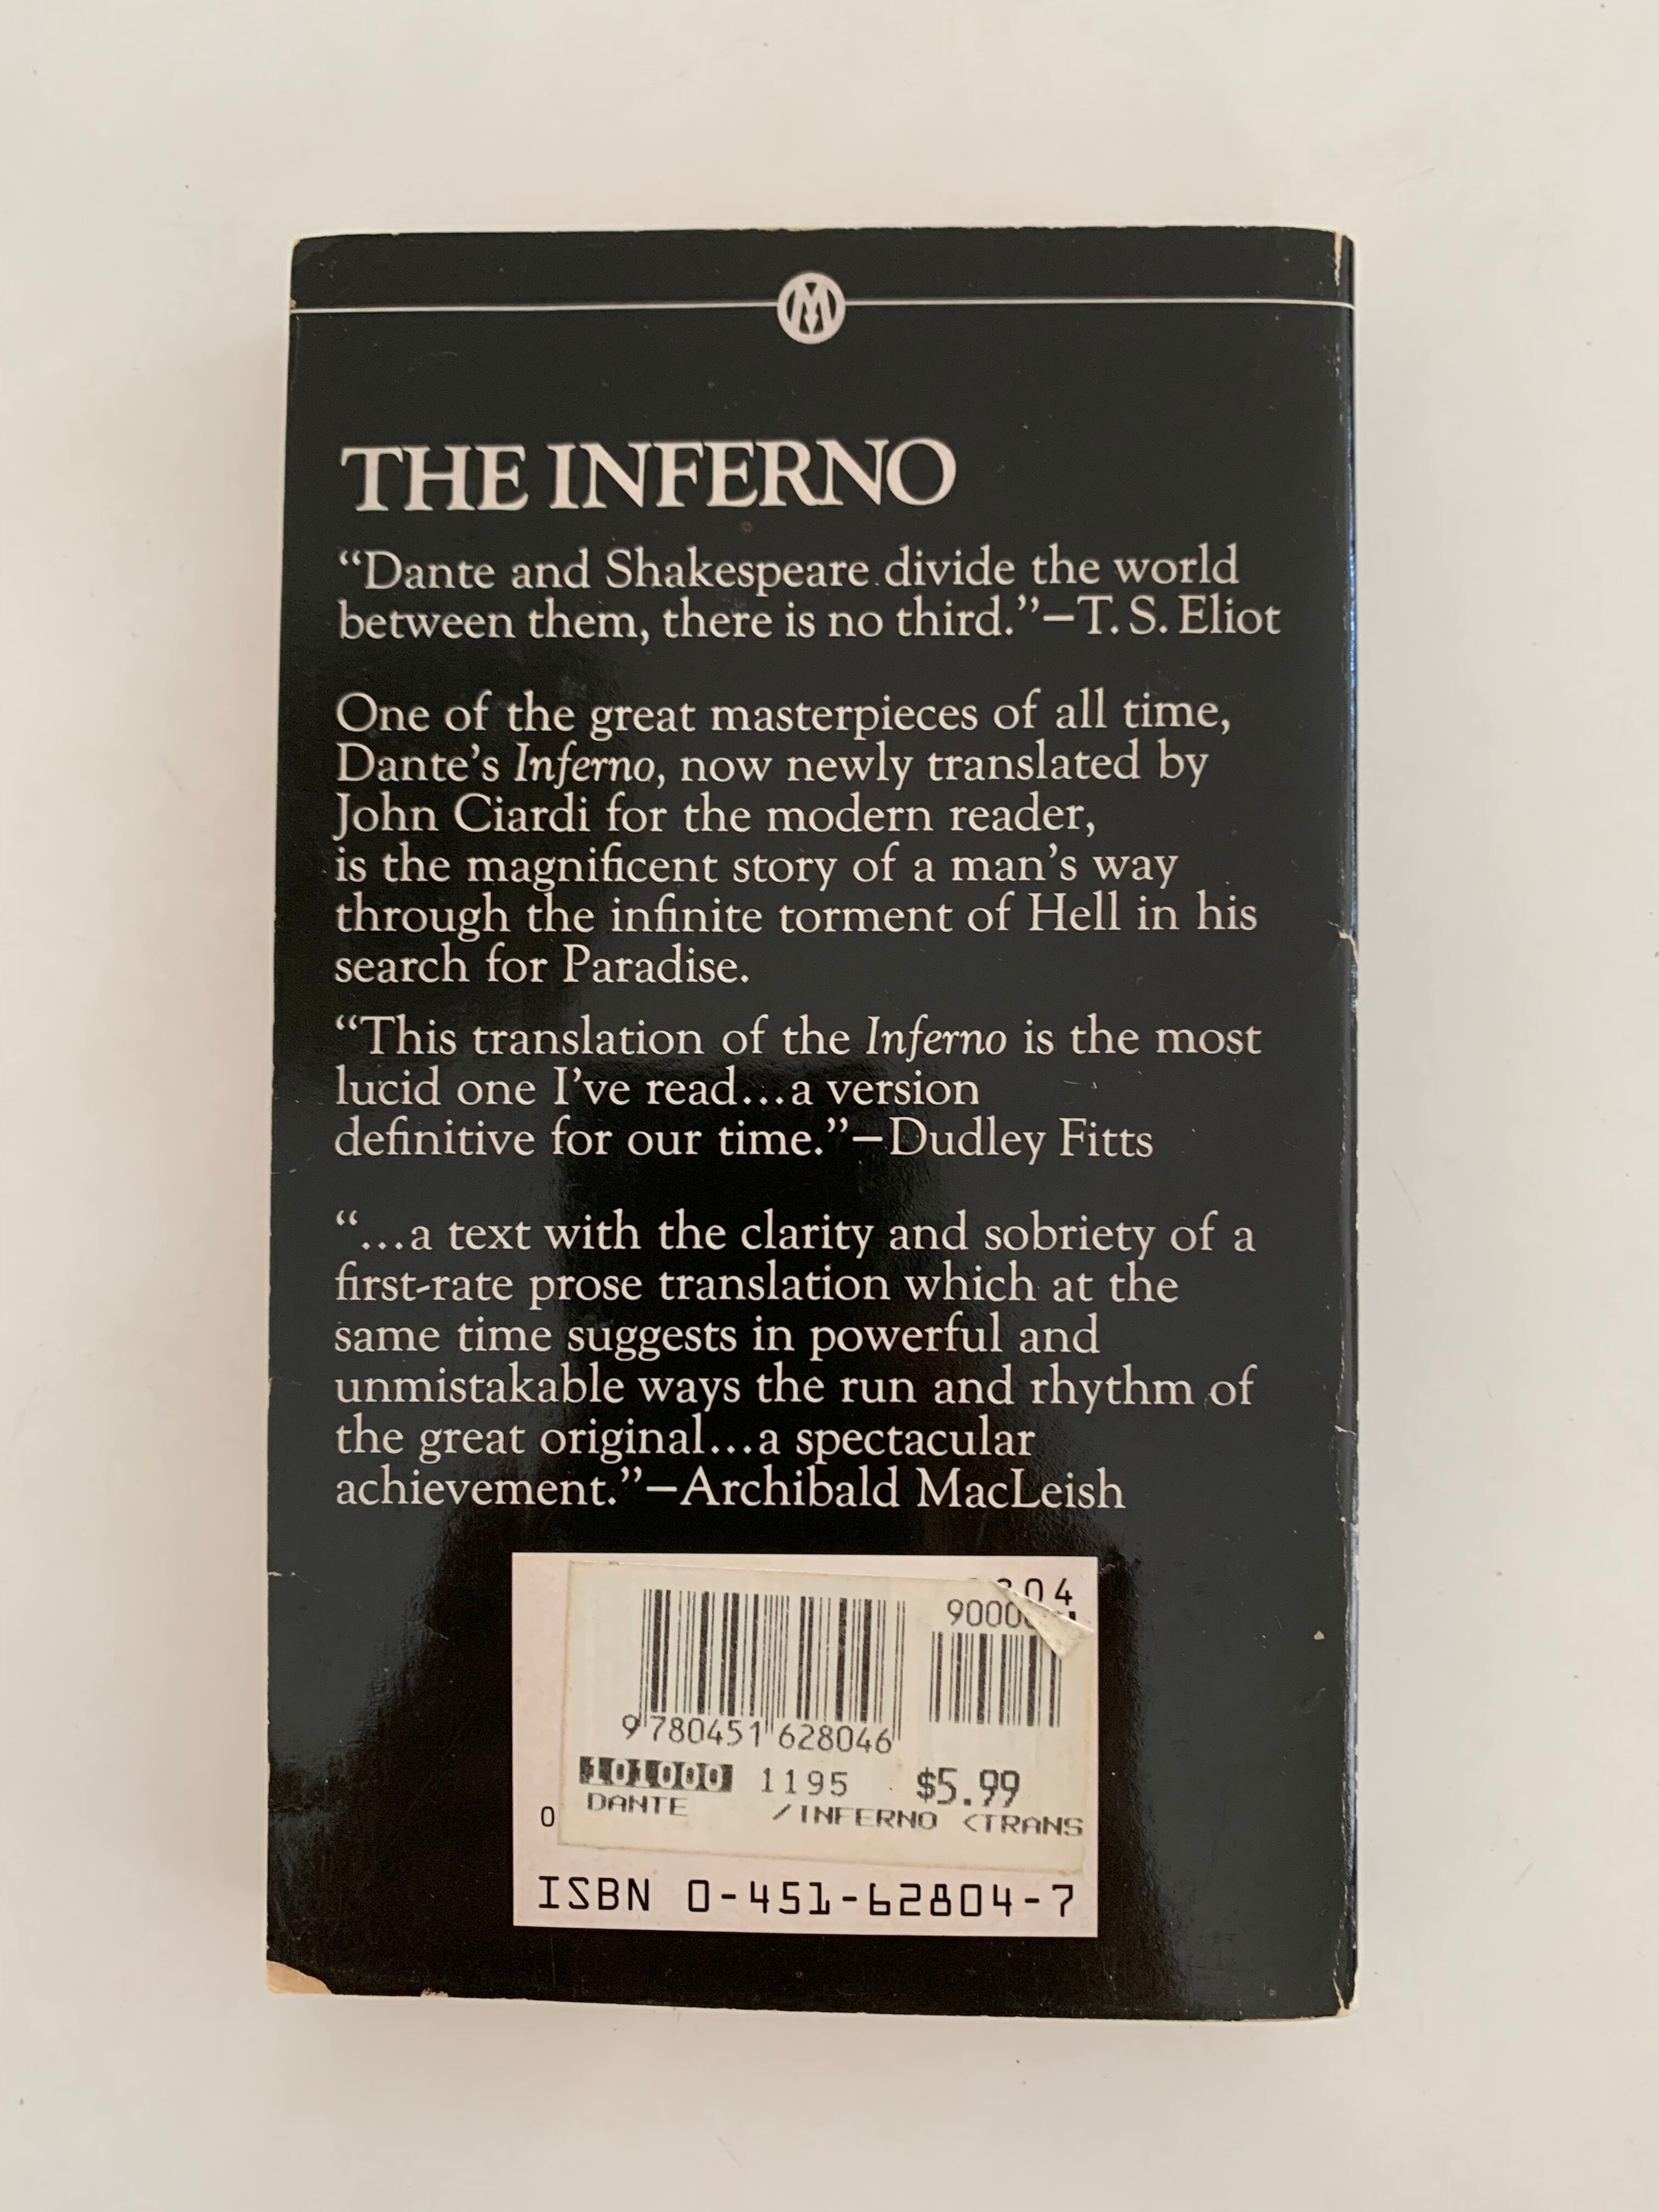 M
THE INFERNO
“Dante and Shakespeare divide the world
between them, there is no third.”—T. S. Eliot
One of the great masterpieces of all time,
Dante’s Inferno, now newly translated by
John Ciardi for the modern reader,
is the magnificent story of a man’s way
through the infinite torment of Hell in his
search for Paradise.
“This translation of the Inferno is the most
lucid one I’ve read...a version
definitive for our time.”—Dudley Fitts
“...a text with the clarity and sobriety of a
first-rate prose translation which at the
same time suggests in powerful and
unmistakable ways the run and rhythm of
the great original...a spectacular
achievement.”—Archibald MacLeish
04
9000
9 780451 628046
101000 1195 $5.99
DANTE /INFERNO <TRANS
0
ISBN 0-451-62804-7